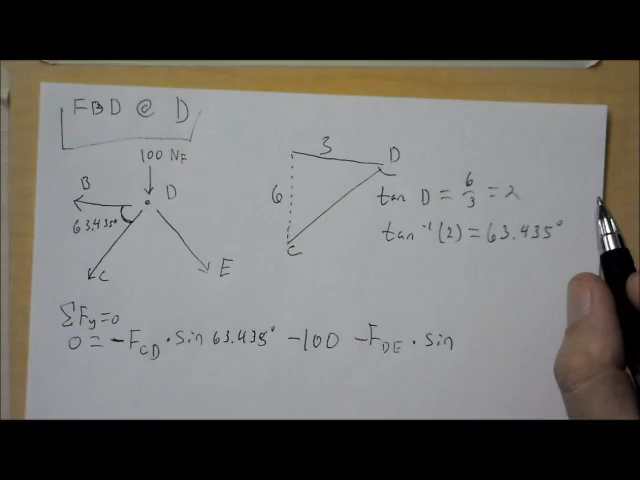 FBD @ D
100 NF
B
D
63.435°
C
E
3
D
6
C
tan D = 6/3 = 2
tan⁻¹(2) = 63.435°
ΣFy=0
0 = -FCD · sin 63.435° -100 -FDE · sin